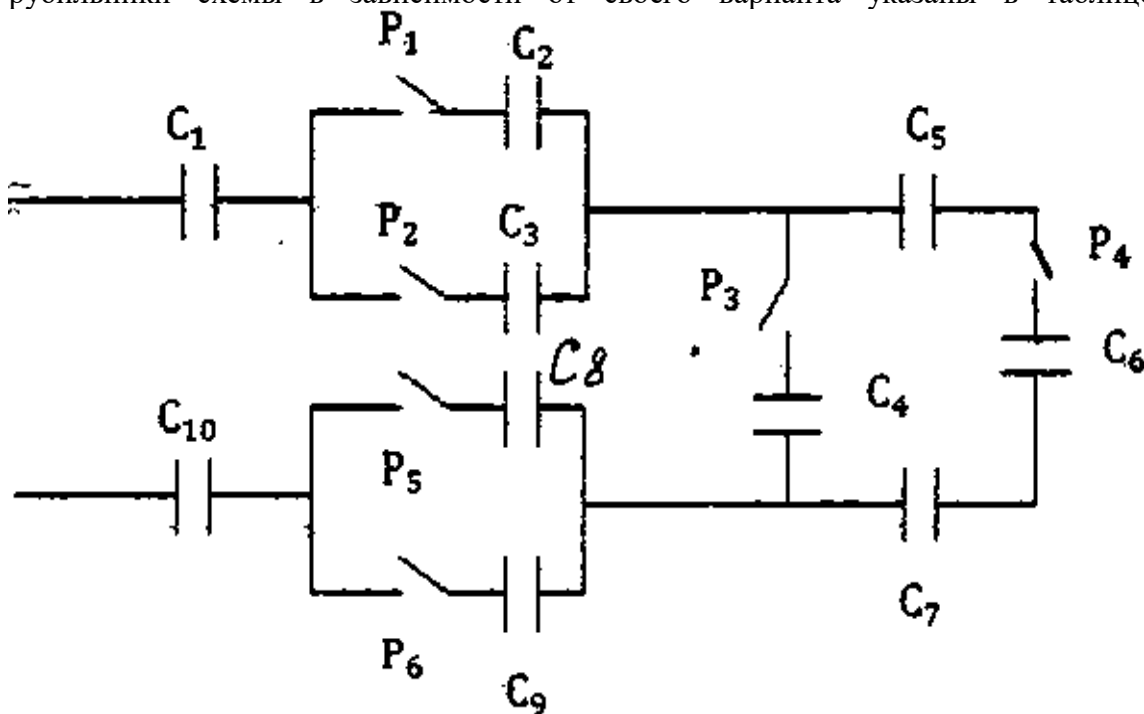 рубильники схемы в зависимости от своего варианта указаны в таблице
P₁ C₂
C₁ C₅
P₂ C₃ P₄
P₃
C8 C₆
C₄
C₁₀
P₅
C₇
P₆
C₉